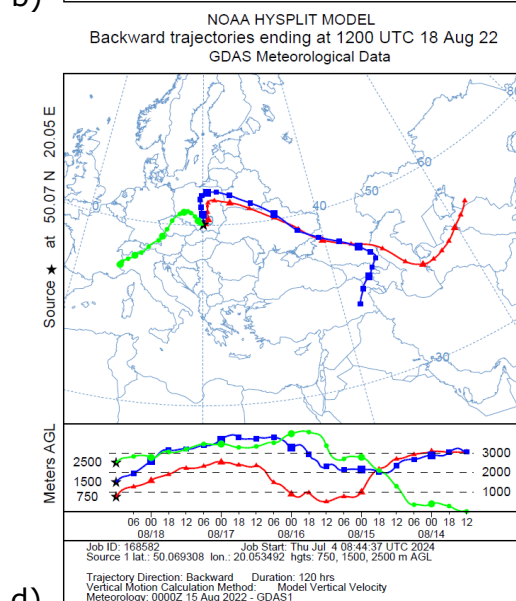 b)
NOAA HYSPLIT MODEL
Backward trajectories ending at 1200 UTC 18 Aug 22
GDAS Meteorological Data
Source ★ at 50.07 N 20.05 E
80
60
50
40
30
Meters AGL
2500
1500
750
3000
2000
1000
06 00 18 12 06 00 18 12 06 00 18 12 06 00 18 12 06 00 18 12
08/18 08/17 08/16 08/15 08/14
Job ID: 168582 Job Start: Thu Jul 4 08:44:37 UTC 2024
Source 1 lat.: 50.069308 lon.: 20.053492 hgts: 750, 1500, 2500 m AGL
Trajectory Direction: Backward Duration: 120 hrs
Vertical Motion Calculation Method: Model Vertical Velocity
Meteorology: 0000Z 15 Aug 2022 - GDAS1
d)